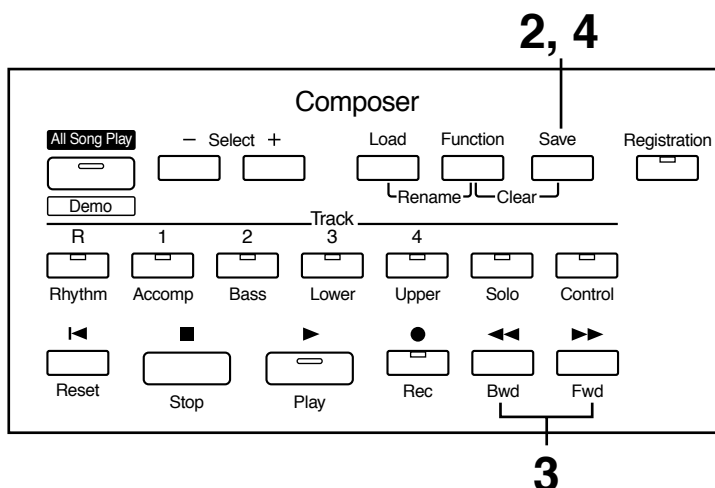 2, 4
Composer
All Song Play
− Select +
Load
Function
Save
Registration
Demo
Rename
Clear
Track
R 1 2 3 4
Rhythm Accomp Bass Lower Upper Solo Control
Reset Stop Play Rec Bwd Fwd
3